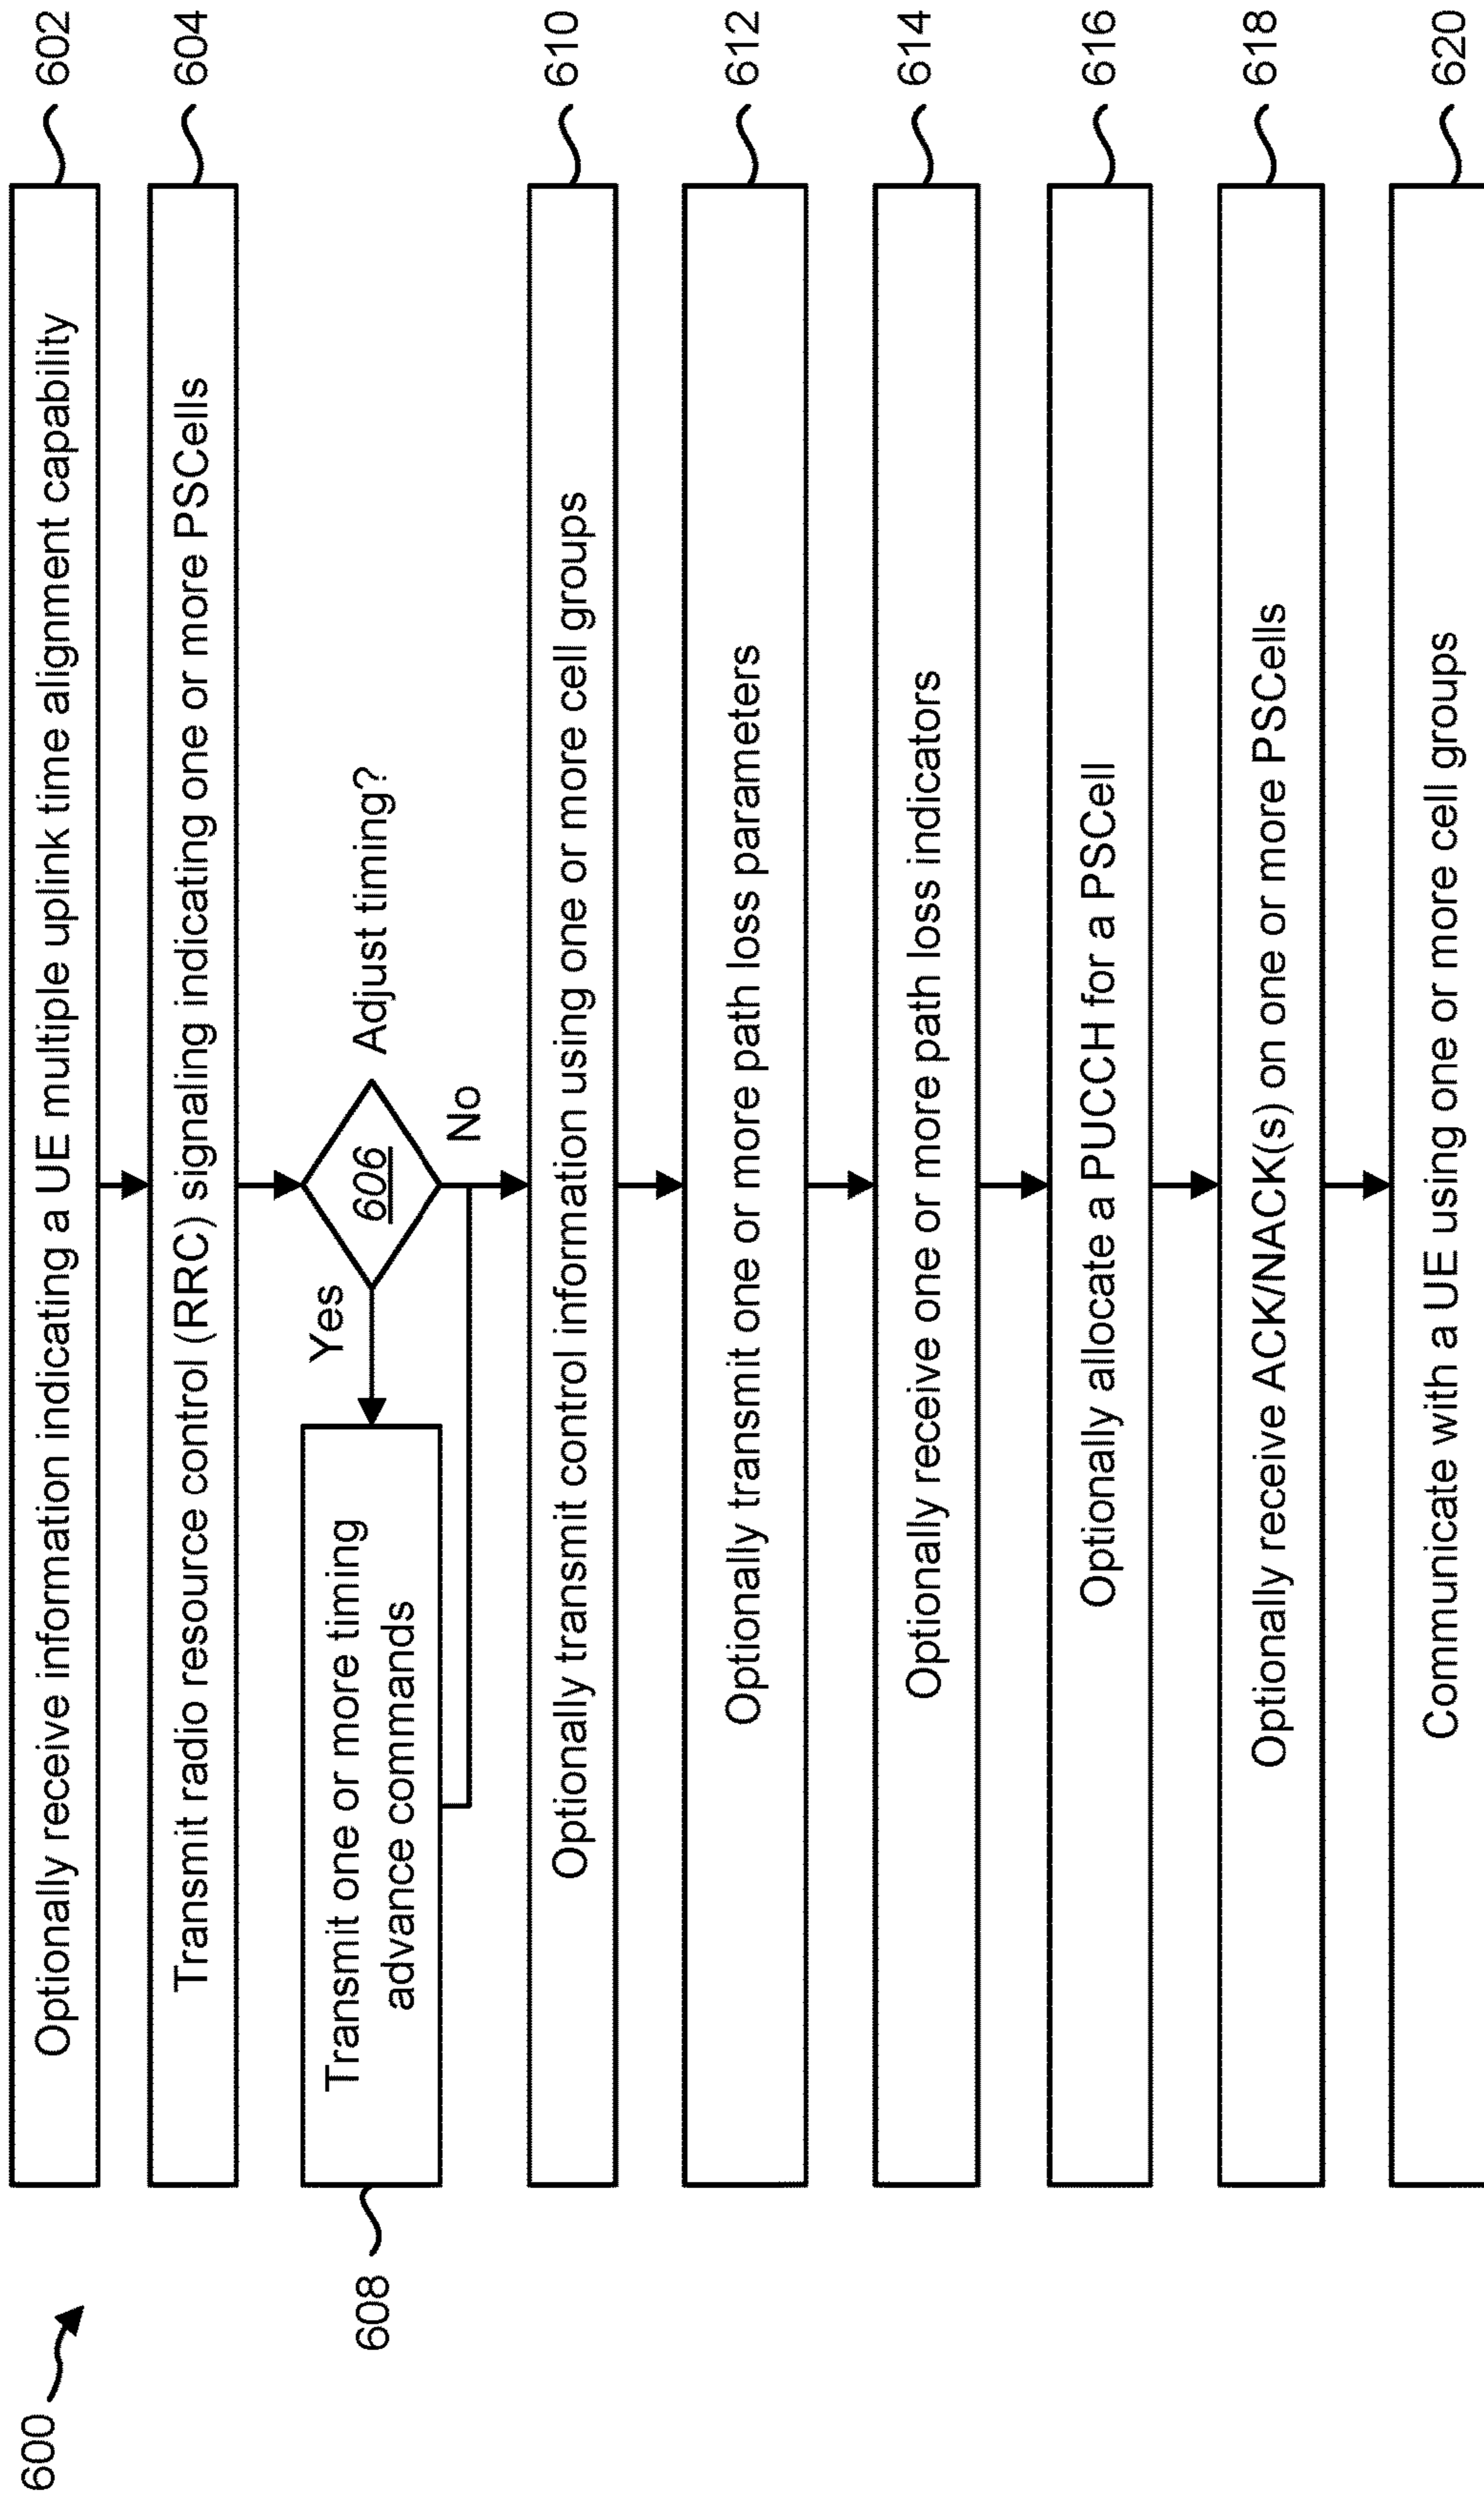 600
Optionally receive information indicating a UE multiple uplink time alignment capability
602
Transmit radio resource control (RRC) signaling indicating one or more PSCells
604
606
Adjust timing?
Yes
No
608
Transmit one or more timing
advance commands
Optionally transmit control information using one or more cell groups
610
Optionally transmit one or more path loss parameters
612
Optionally receive one or more path loss indicators
614
Optionally allocate a PUCCH for a PSCell
616
Optionally receive ACK/NACK(s) on one or more PSCells
618
Communicate with a UE using one or more cell groups
620